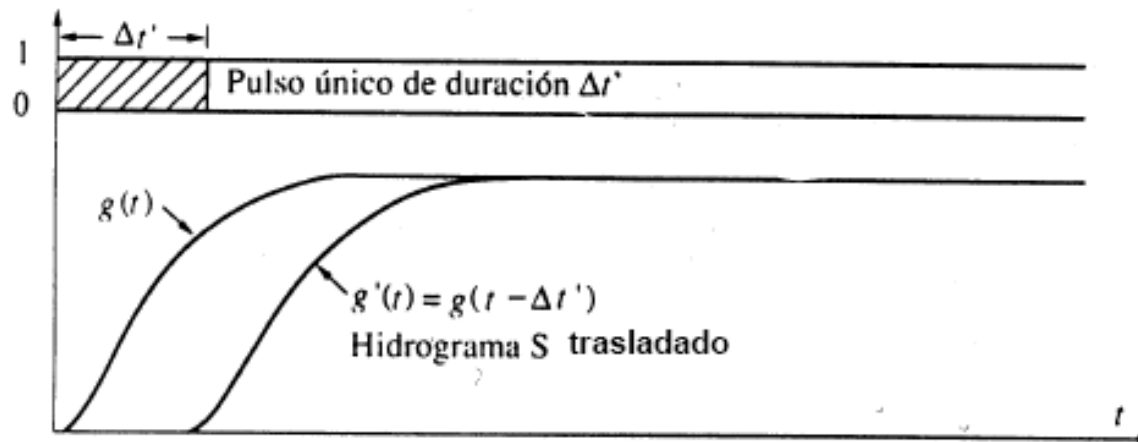 Δt'
1
0
Pulso único de duración Δt'
g(t)
g'(t) = g(t − Δt')
Hidrograma S trasladado
t